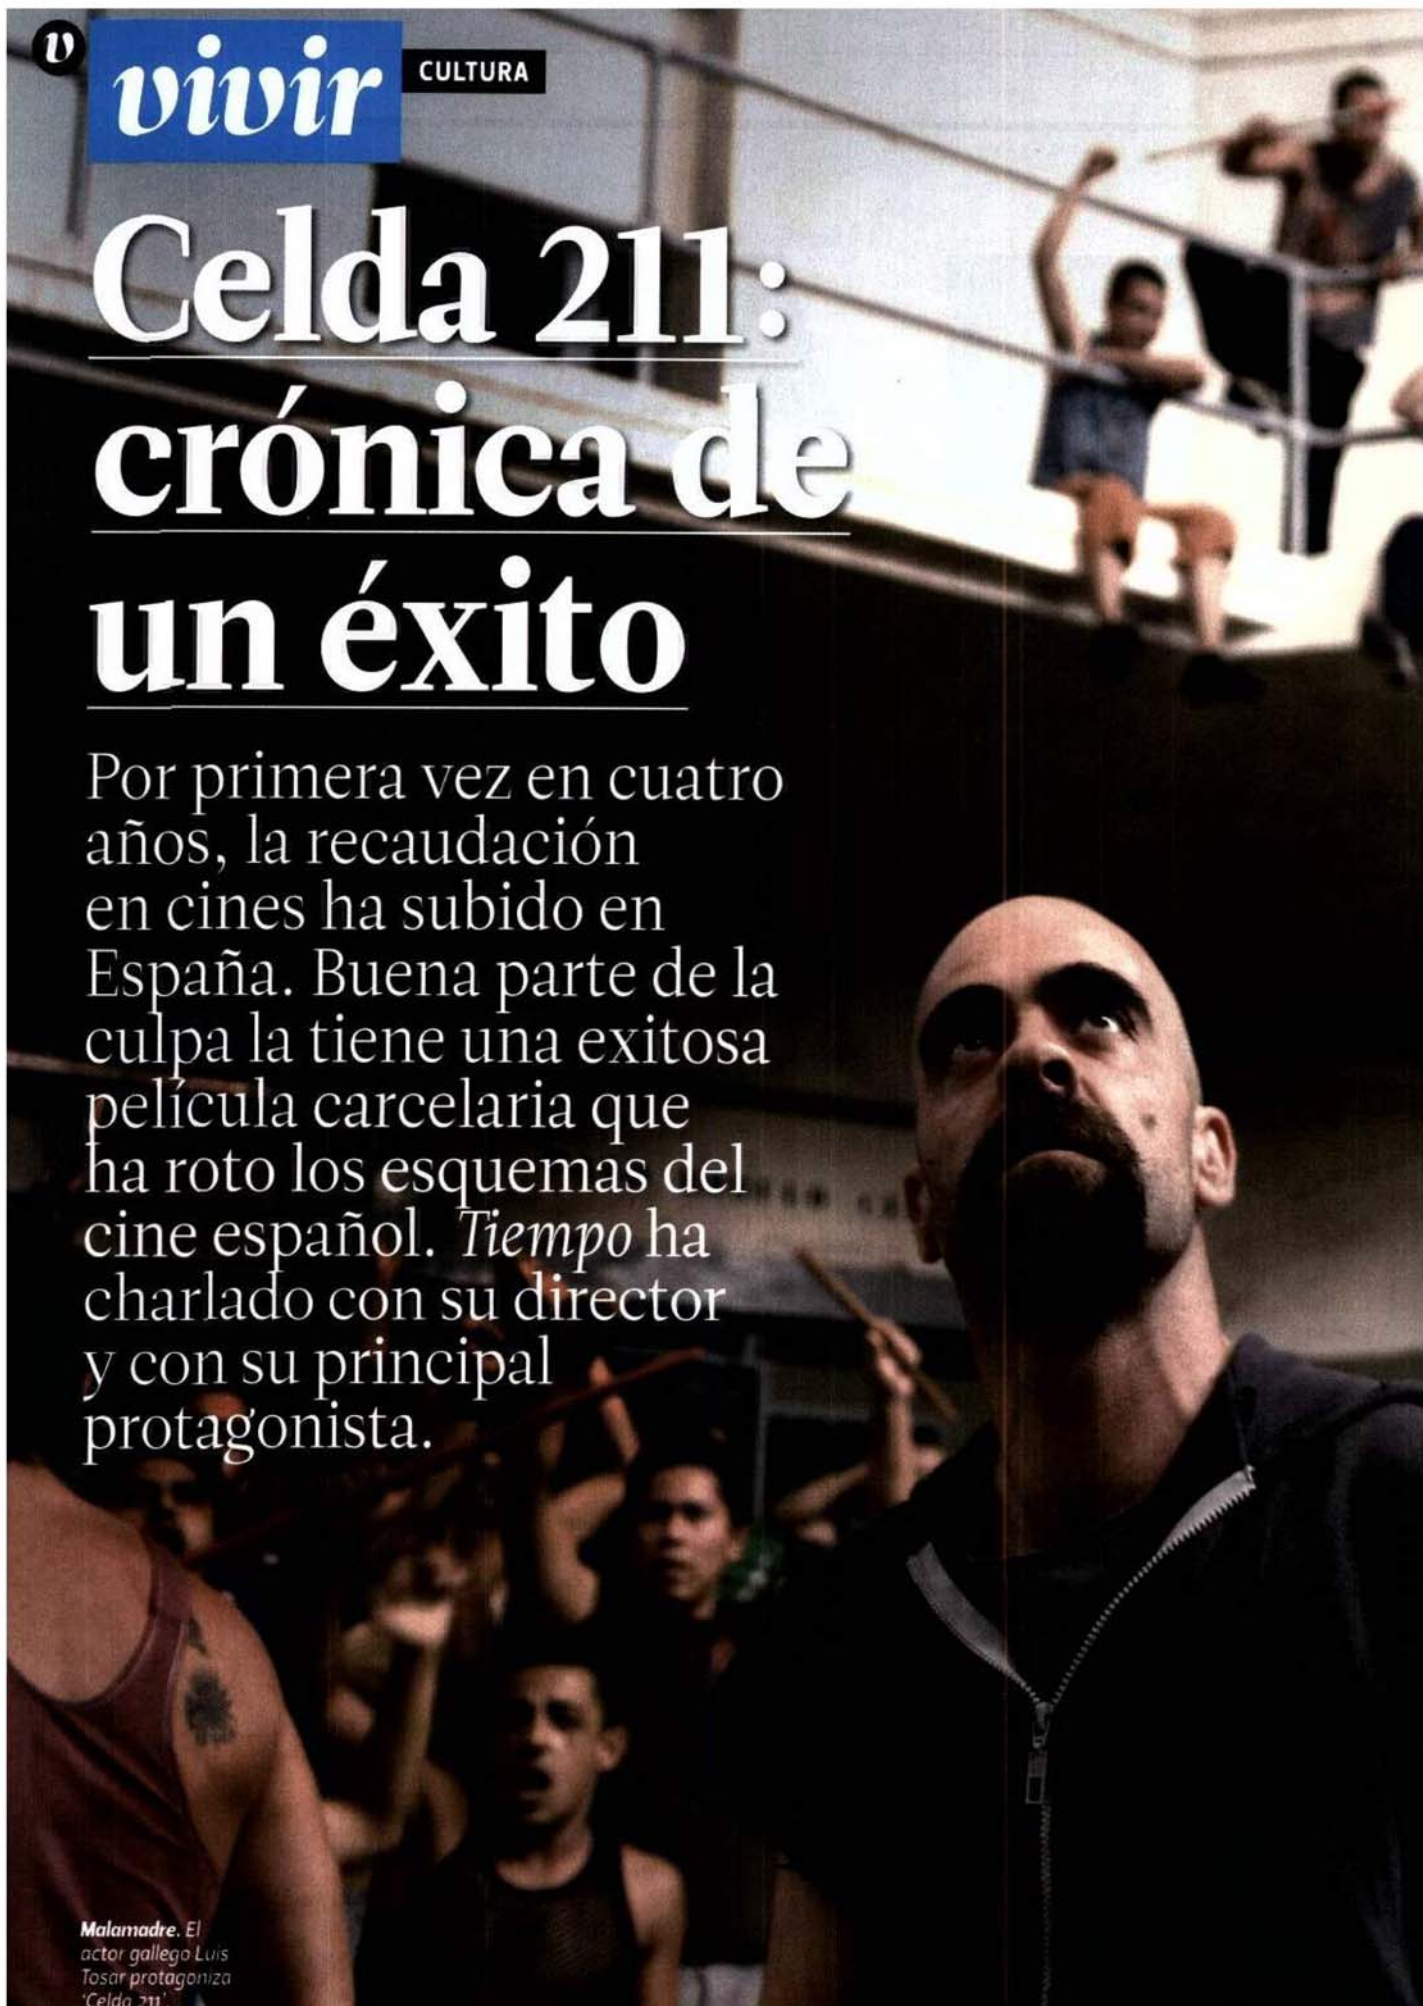 v
vivir
CULTURA
Celda 211:
crónica de
un éxito
Por primera vez en cuatro
años, la recaudación
en cines ha subido en
España. Buena parte de la
culpa la tiene una exitosa
película carcelaria que
ha roto los esquemas del
cine español. Tiempo ha
charlado con su director
y con su principal
protagonista.
Malamadre. El
actor gallego Luis
Tosar protagoniza
'Celda 211'.